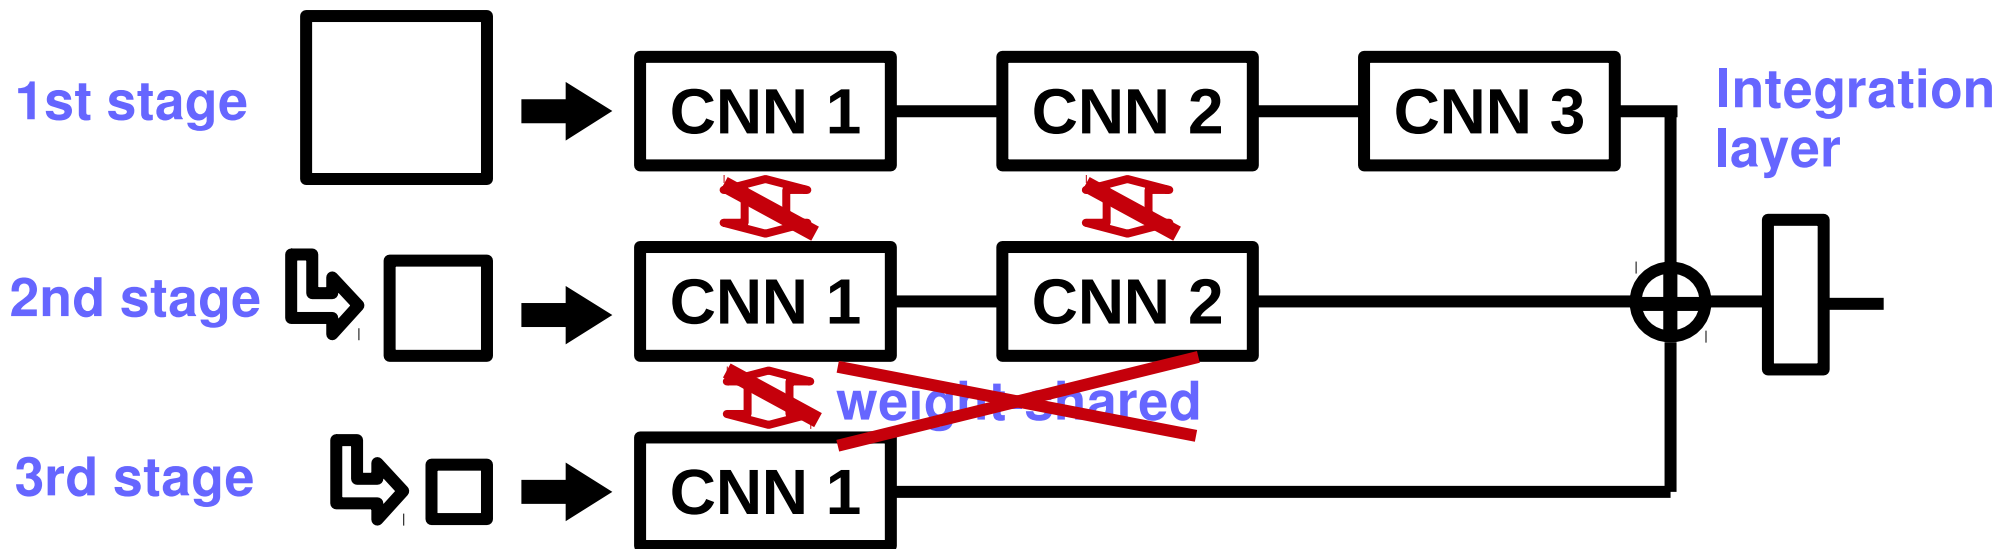 1st stage
CNN 1
CNN 2
CNN 3
Integration
layer
2nd stage
CNN 1
CNN 2
weight shared
3rd stage
CNN 1